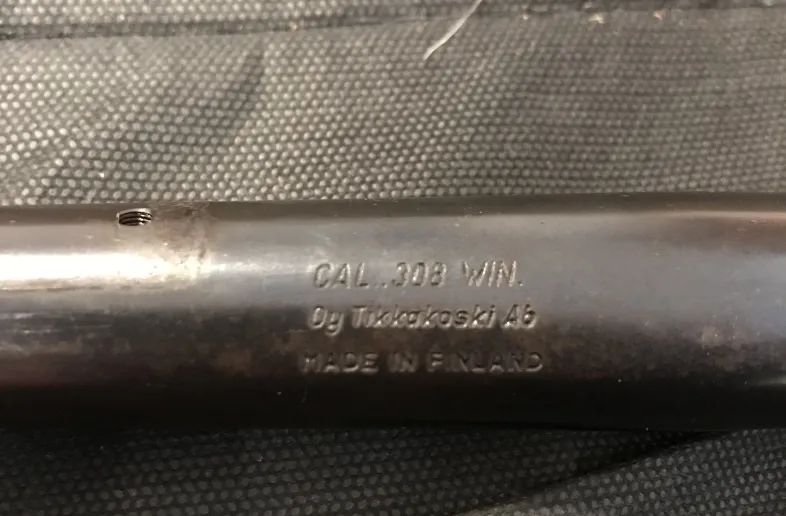 CAL..308 WIN.
Oy Tikkakoski Ab
MADE IN FINLAND